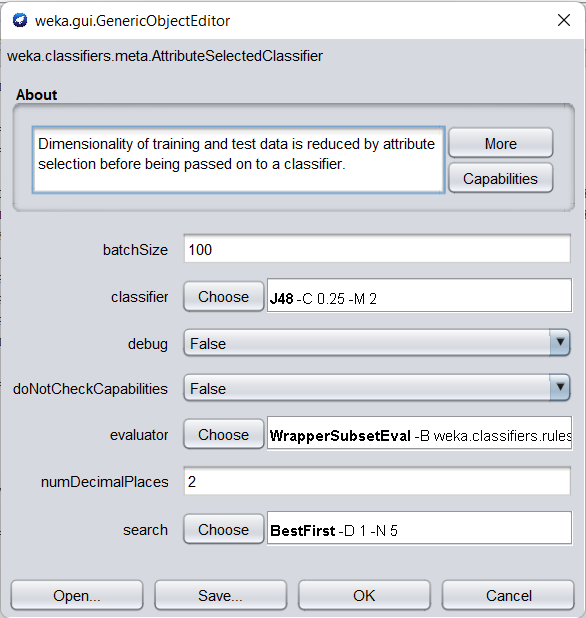 weka.gui.GenericObjectEditor
weka.classifiers.meta.AttributeSelectedClassifier
About
Dimensionality of training and test data is reduced by attribute
selection before being passed on to a classifier.
More
Capabilities
batchSize 100
classifier Choose J48 -C 0.25 -M 2
debug False
doNotCheckCapabilities False
evaluator Choose WrapperSubsetEval -B weka.classifiers.rules
numDecimalPlaces 2
search Choose BestFirst -D 1 -N 5
Open... Save... OK Cancel